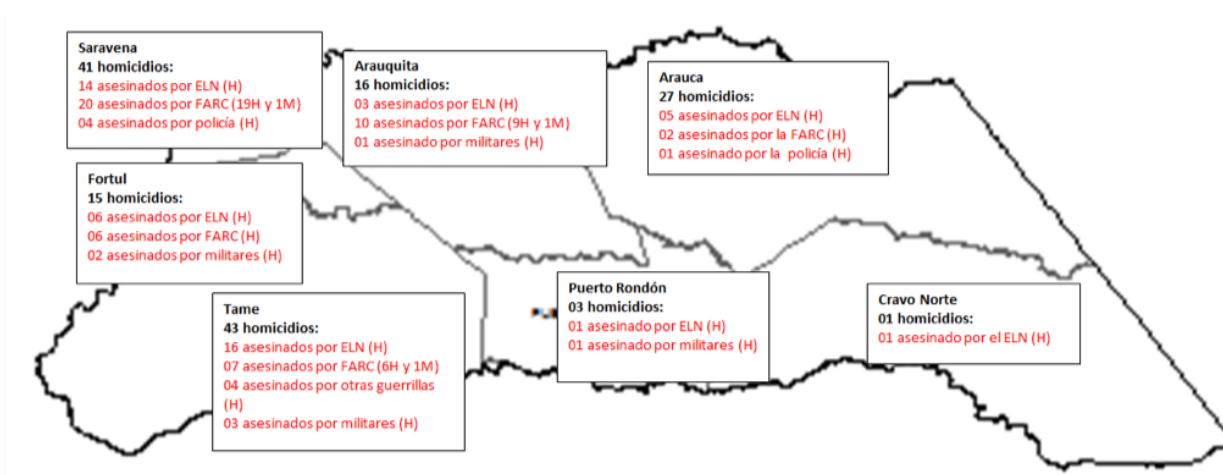 Saravena
41 homicidios:
14 asesinados por ELN (H)
20 asesinados por FARC (19H y 1M)
04 asesinados por policía (H)
Arauquita
16 homicidios:
03 asesinados por ELN (H)
10 asesinados por FARC (9H y 1M)
01 asesinado por militares (H)
Arauca
27 homicidios:
05 asesinados por ELN (H)
02 asesinados por la FARC (H)
01 asesinado por la policía (H)
Fortul
15 homicidios:
06 asesinados por ELN (H)
06 asesinados por FARC (H)
02 asesinados por militares (H)
Tame
43 homicidios:
16 asesinados por ELN (H)
07 asesinados por FARC (6H y 1M)
04 asesinados por otras guerrillas
(H)
03 asesinados por militares (H)
Puerto Rondón
03 homicidios:
01 asesinado por ELN (H)
01 asesinado por militares (H)
Cravo Norte
01 homicidios:
01 asesinado por el ELN (H)